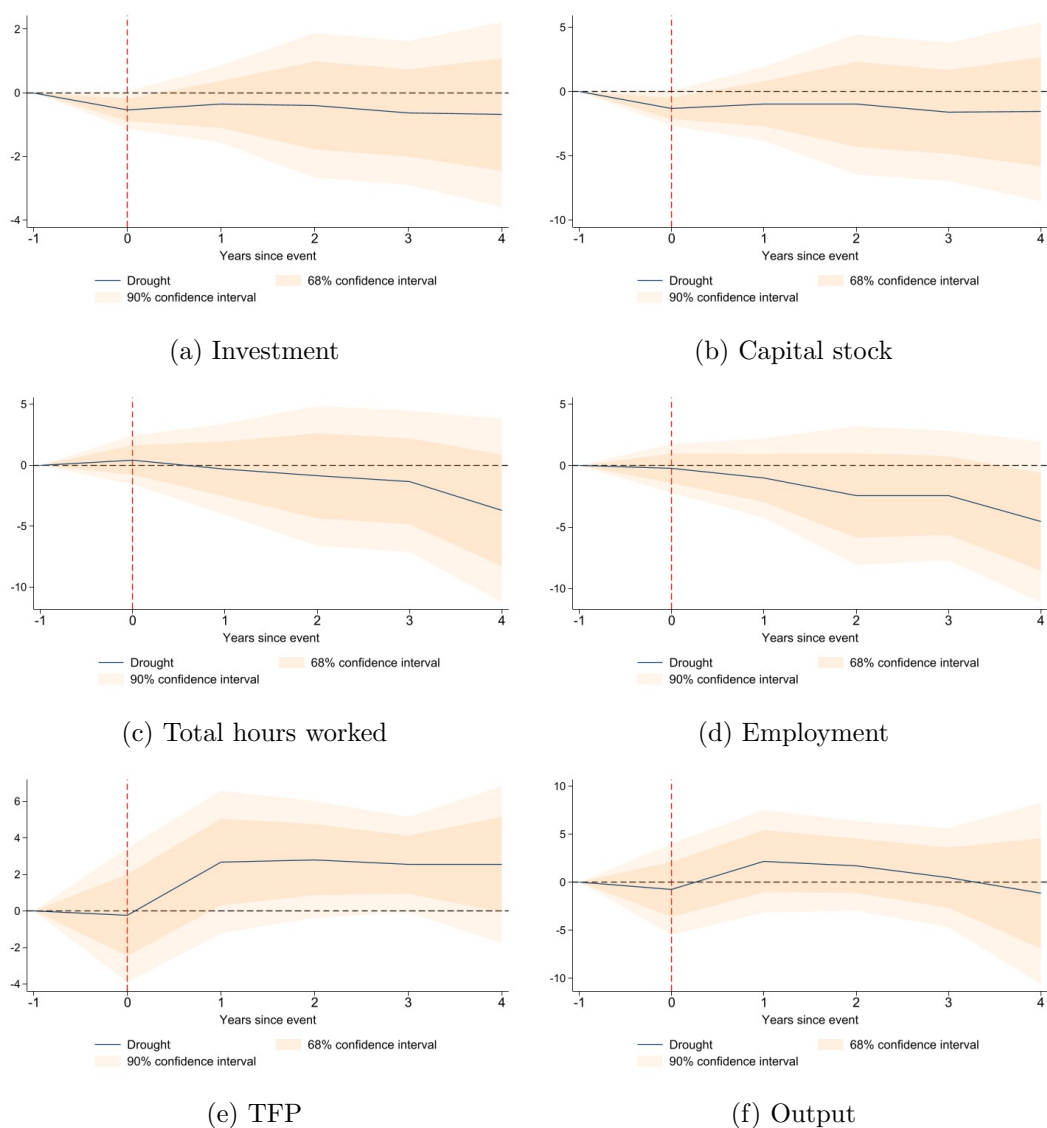 2
0
-2
-4
-1 0 1 2 3 4
Years since event
Drought 68% confidence interval
90% confidence interval
(a) Investment
5
0
-5
-10
-1 0 1 2 3 4
Years since event
Drought 68% confidence interval
90% confidence interval
(b) Capital stock
5
0
-5
-10
-1 0 1 2 3 4
Years since event
Drought 68% confidence interval
90% confidence interval
(c) Total hours worked
5
0
-5
-10
-1 0 1 2 3 4
Years since event
Drought 68% confidence interval
90% confidence interval
(d) Employment
6
4
2
0
-2
-4
-1 0 1 2 3 4
Years since event
Drought 68% confidence interval
90% confidence interval
(e) TFP
10
5
0
-5
-10
-1 0 1 2 3 4
Years since event
Drought 68% confidence interval
90% confidence interval
(f) Output